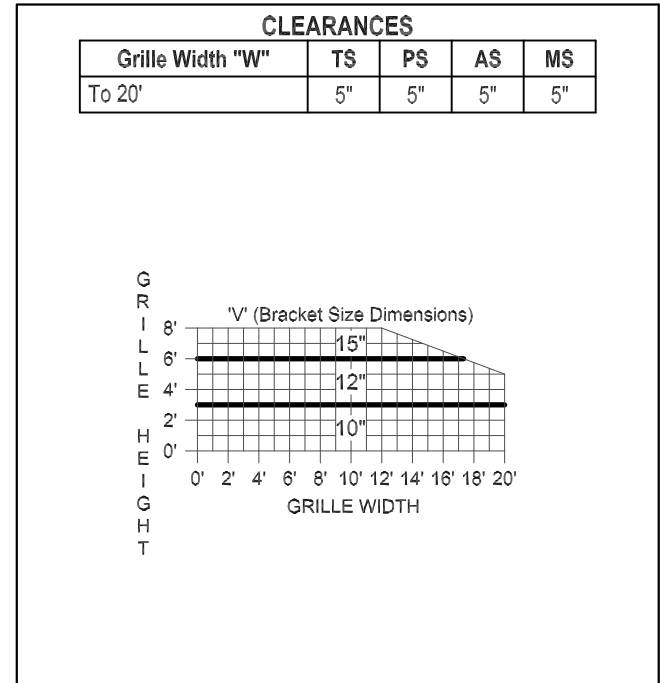 CLEARANCES
Grille Width "W" TS PS AS MS
To 20' 5" 5" 5" 5"
GRILLE HEIGHT
'V' (Bracket Size Dimensions)
8'
15"
6'
12"
4'
2'
10"
0'
0' 2' 4' 6' 8' 10' 12' 14' 16' 18' 20'
GRILLE WIDTH